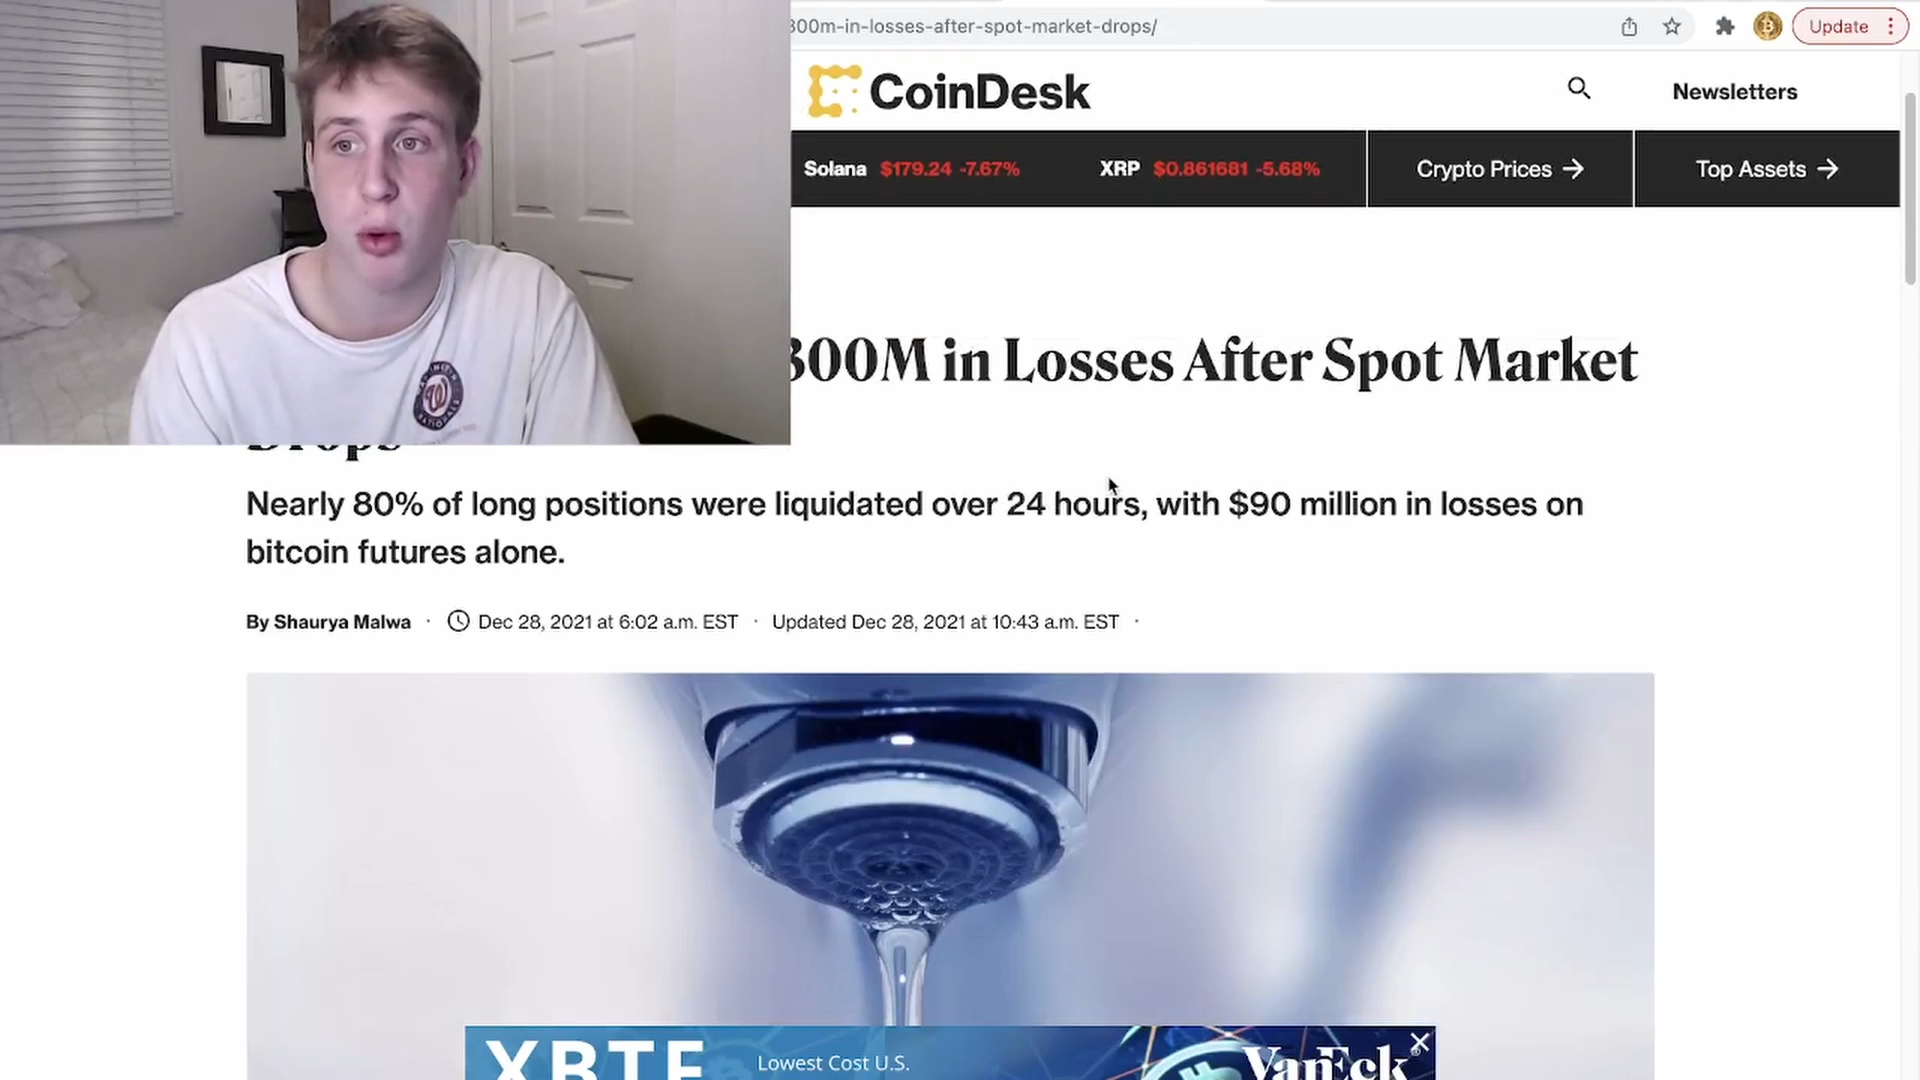 300m-in-losses-after-spot-market-drops/
Update
CoinDesk
Newsletters
Solana $179.24 -7.67% XRP $0.861681 -5.68% Crypto Prices → Top Assets →
300M in Losses After Spot Market
Drops
Nearly 80% of long positions were liquidated over 24 hours, with $90 million in losses on
bitcoin futures alone.
By Shaurya Malwa · Dec 28, 2021 at 6:02 a.m. EST · Updated Dec 28, 2021 at 10:43 a.m. EST ·
XBTF Lowest Cost U.S. VanEck®
W